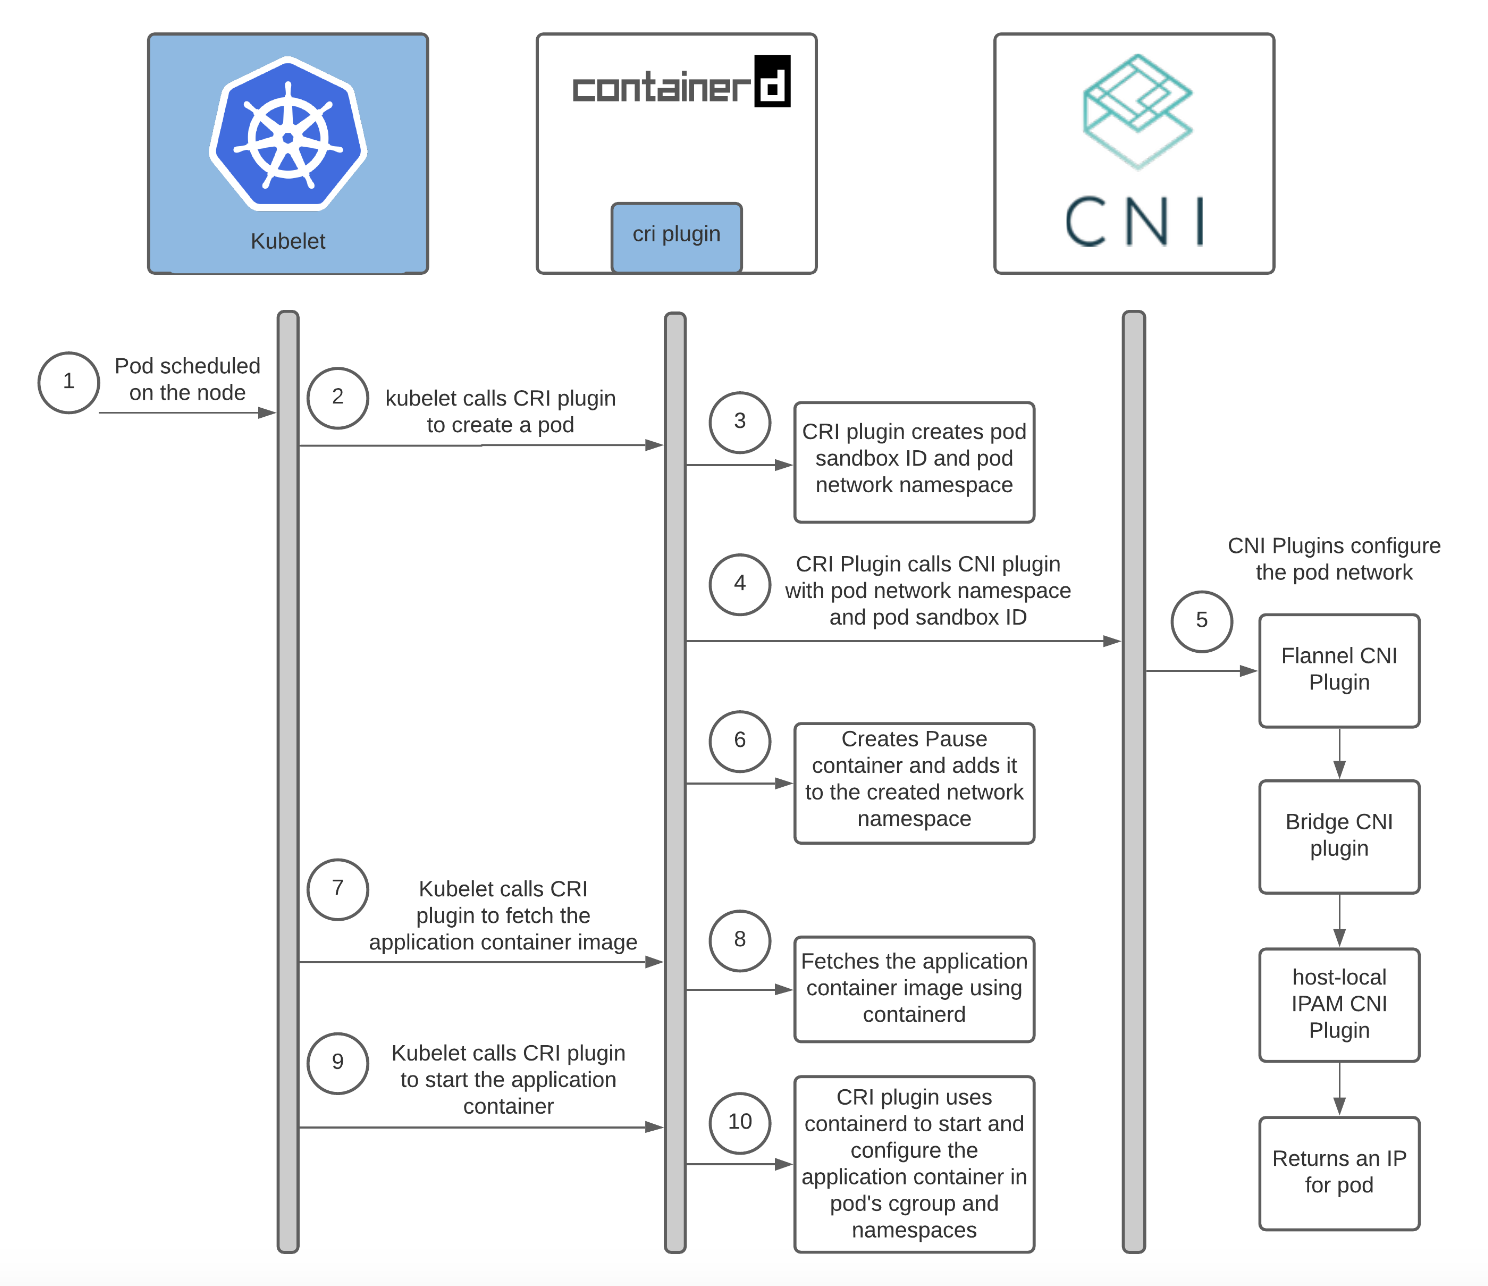 containerd
CNI
Kubelet
cri plugin
1
Pod scheduled
on the node
2
kubelet calls CRI plugin
to create a pod
3
CRI plugin creates pod
sandbox ID and pod
network namespace
4
CRI Plugin calls CNI plugin
with pod network namespace
and pod sandbox ID
CNI Plugins configure
the pod network
5
Flannel CNI
Plugin
6
Creates Pause
container and adds it
to the created network
namespace
Bridge CNI
plugin
7
Kubelet calls CRI
plugin to fetch the
application container image
8
Fetches the application
container image using
containerd
host-local
IPAM CNI
Plugin
9
Kubelet calls CRI plugin
to start the application
container
10
CRI plugin uses
containerd to start and
configure the
application container in
pod's cgroup and
namespaces
Returns an IP
for pod